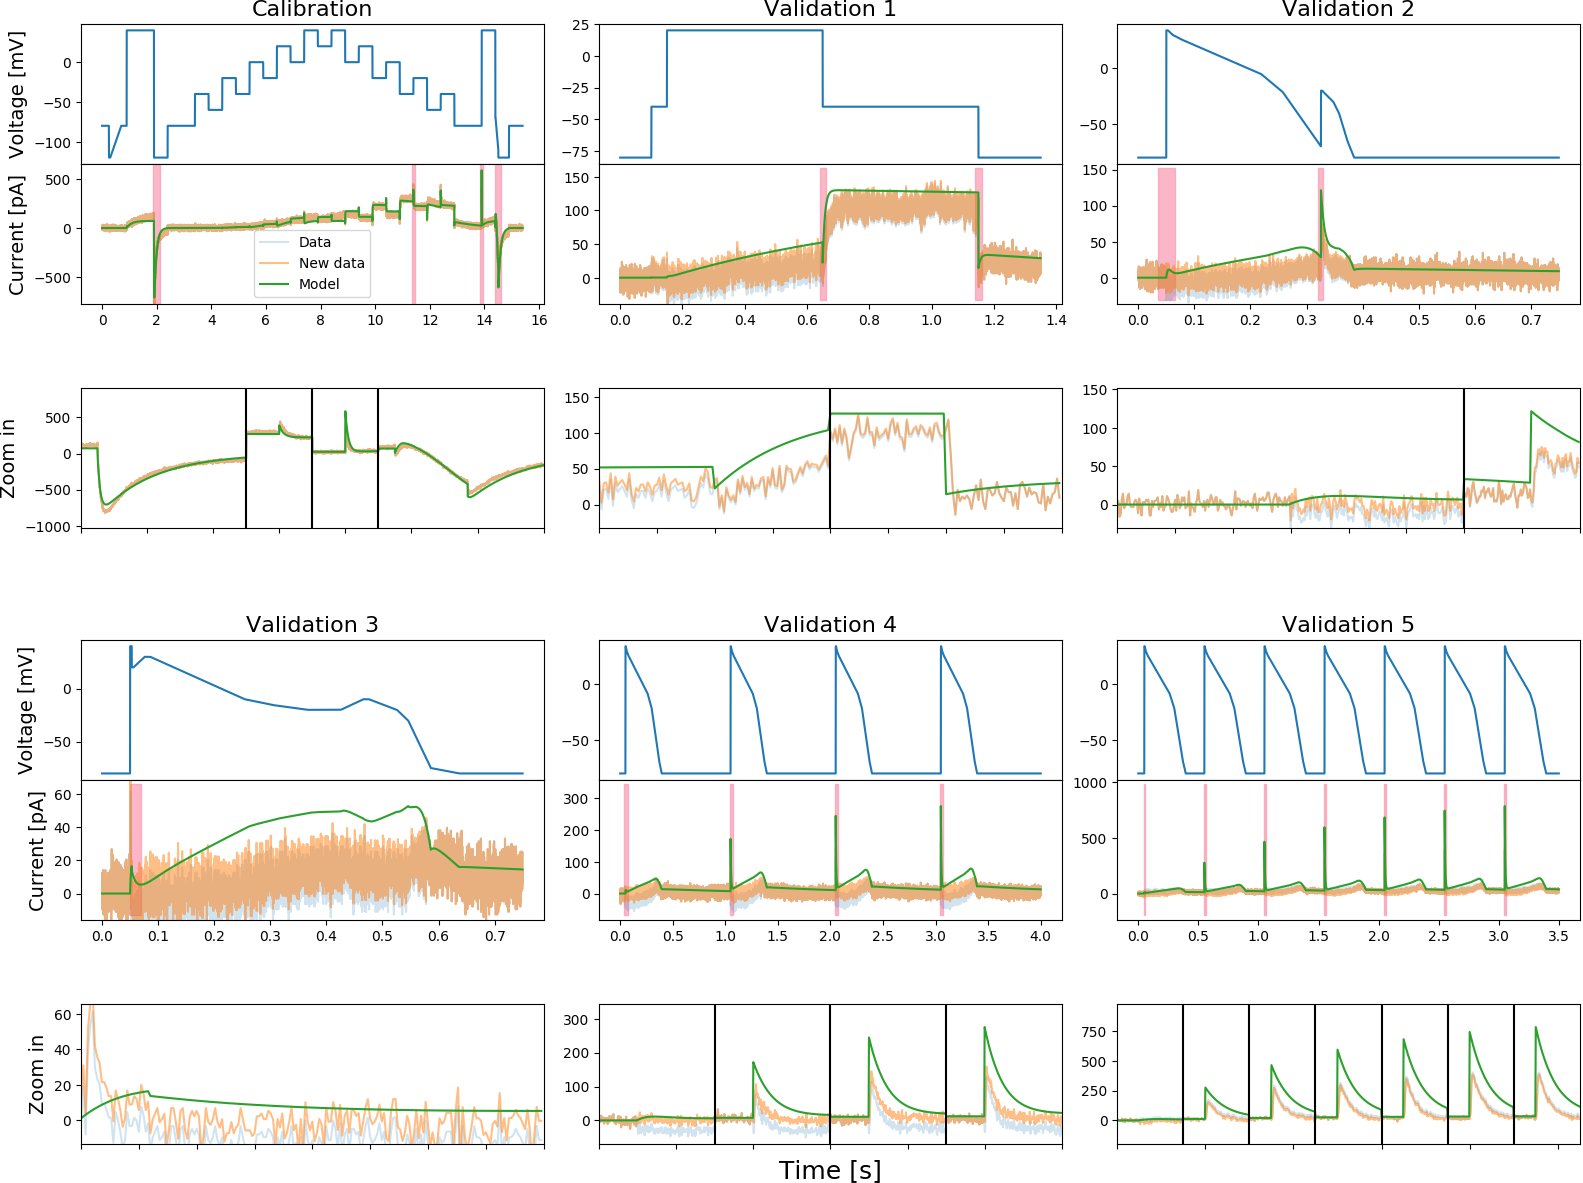 Calibration
Validation 1
Validation 2
Voltage [mV]
0
−50
−100
25
0
−25
−50
−75
0
−50
Current [pA]
500
0
−500
Data
New data
Model
0 2 4 6 8 10 12 14 16
150
100
50
0
0.0 0.2 0.4 0.6 0.8 1.0 1.2 1.4
150
100
50
0
0.0 0.1 0.2 0.3 0.4 0.5 0.6 0.7
Zoom in
500
0
−500
−1000
150
100
50
0
150
100
50
0
Validation 3
Validation 4
Validation 5
Voltage [mV]
0
−50
0
−50
0
−50
Current [pA]
60
40
20
0
0.0 0.1 0.2 0.3 0.4 0.5 0.6 0.7
300
200
100
0
0.0 0.5 1.0 1.5 2.0 2.5 3.0 3.5 4.0
1000
500
0
0.0 0.5 1.0 1.5 2.0 2.5 3.0 3.5
Zoom in
60
40
20
0
300
200
100
0
750
500
250
0
Time [s]